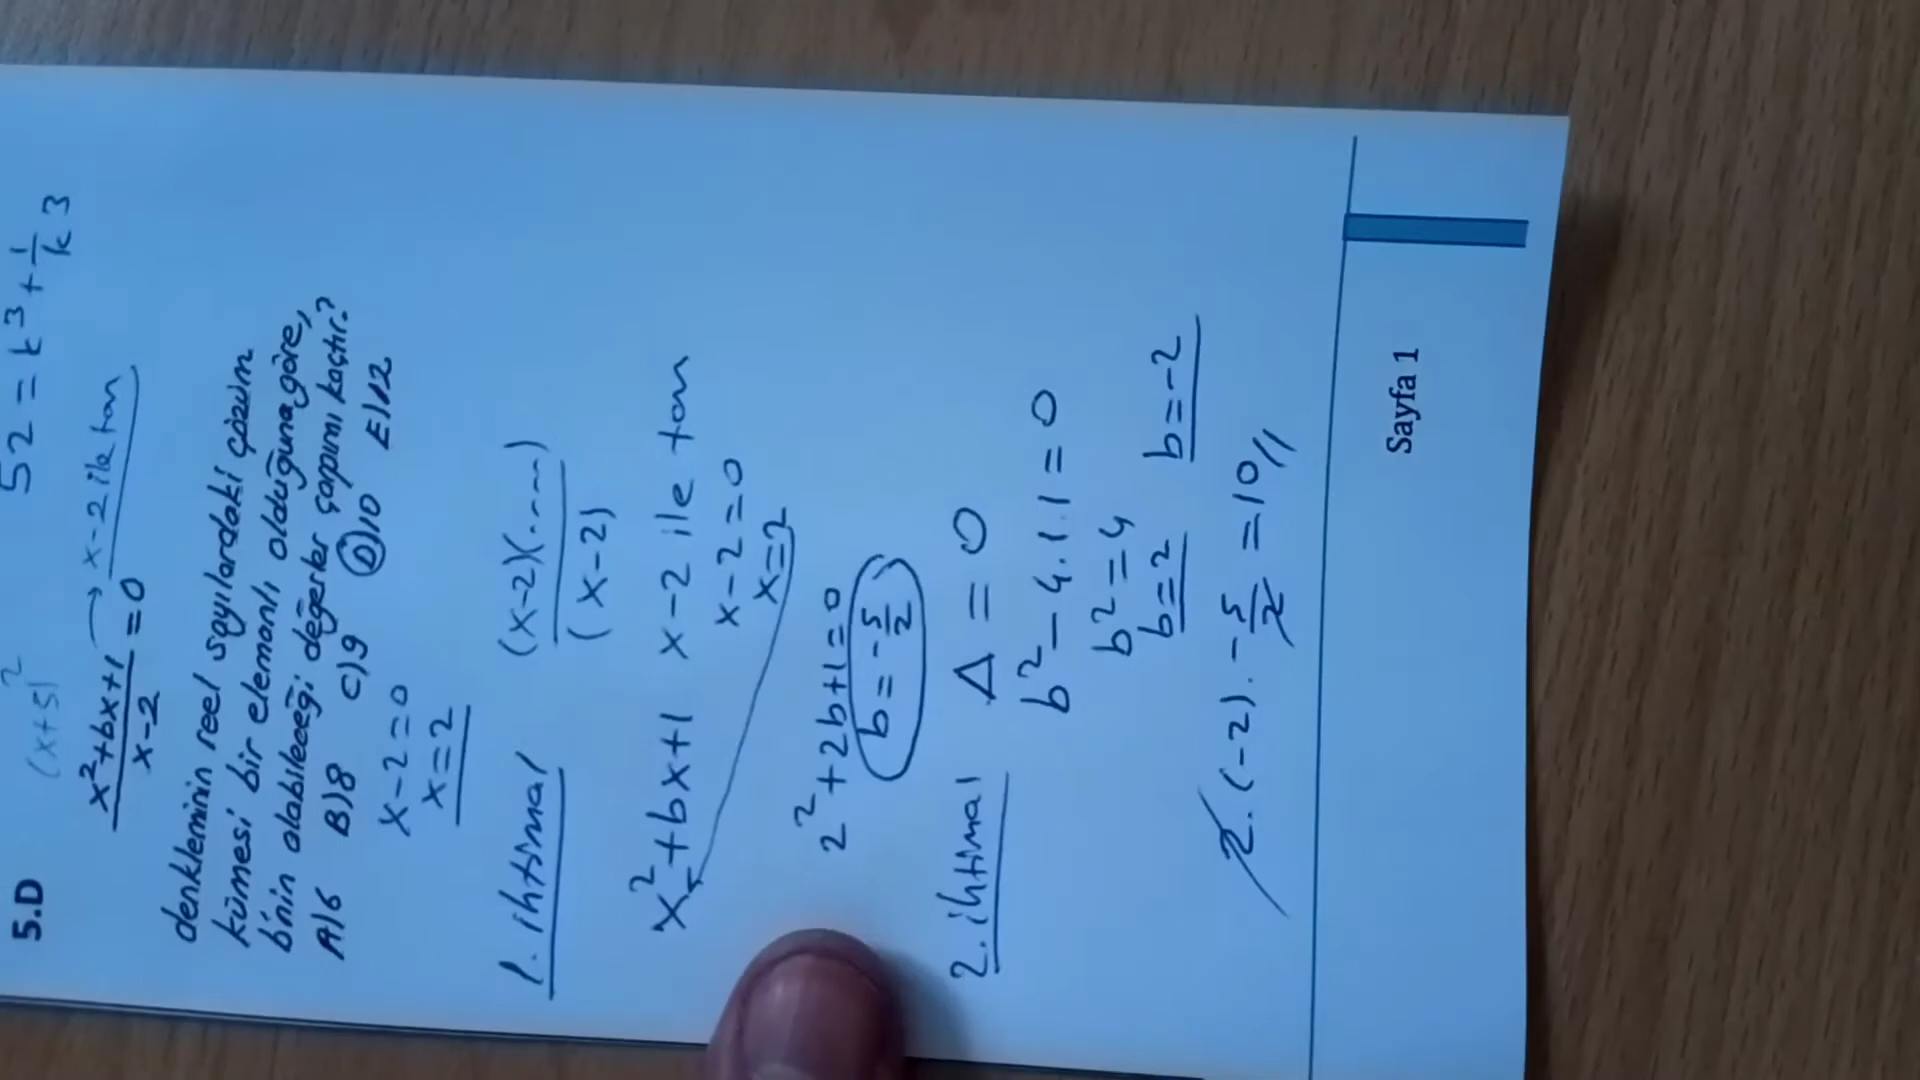 52 = k³ + 1/k³
(x+5)²
5.D
x²+bx+1 / x-2 = 0 → x-2 ile tam
denkleminin reel sayılardaki çözüm
kümesi bir elemanlı olduğuna göre,
b'nin olabileceği değerler çarpımı kaçtır?
A)6 B)8 C)9 D)10 E)12
x-2=0
x=2
1. ihtimal (x-2)(....) / (x-2)
x²+bx+1 x-2 ile tam
x-2=0
x=2
2²+2b+1=0
b=-5/2
2. ihtimal Δ=0
b²-4.1.1=0
b²=4
b=2 b=-2
2.(-2).-5/2=10//
Sayfa 1